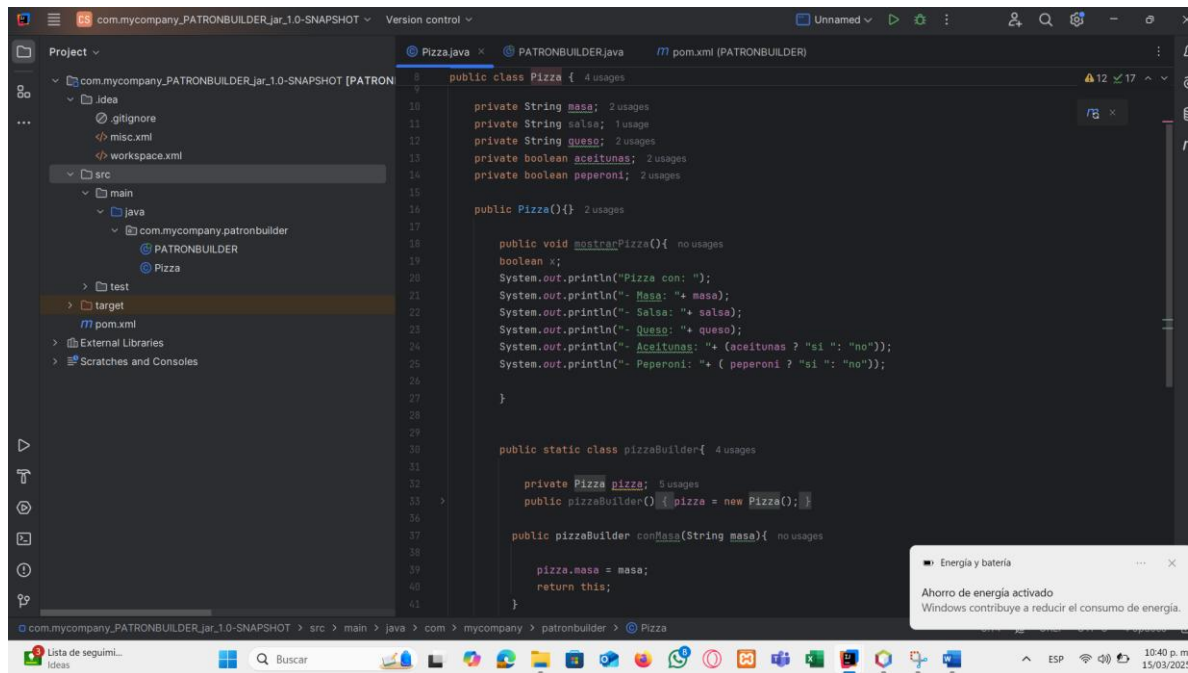 CS com.mycompany_PATRONBUILDER_jar_1.0-SNAPSHOT Version control Unnamed
Project
Pizza.java PATRONBUILDER.java m pom.xml (PATRONBUILDER)
com.mycompany_PATRONBUILDER_jar_1.0-SNAPSHOT [PATRON
.idea
.gitignore
misc.xml
workspace.xml
src
main
java
com.mycompany.patronbuilder
PATRONBUILDER
Pizza
test
target
m pom.xml
External Libraries
Scratches and Consoles
12 17
8 public class Pizza { 4 usages
9
10 private String masa; 2 usages
11 private String salsa; 1 usage
12 private String queso; 2 usages
13 private boolean aceitunas; 2 usages
14 private boolean peperoni; 2 usages
15
16 public Pizza(){} 2 usages
17
18 public void mostrarPizza(){ no usages
19 boolean x;
20 System.out.println("Pizza con: ");
21 System.out.println("- Masa: "+ masa);
22 System.out.println("- Salsa: "+ salsa);
23 System.out.println("- Queso: "+ queso);
24 System.out.println("- Aceitunas: "+ (aceitunas ? "si ": "no"));
25 System.out.println("- Peperoni: "+ ( peperoni ? "si ": "no"));
26
27 }
28
29
30 public static class pizzaBuilder{ 4 usages
31
32 private Pizza pizza; 5 usages
33 public pizzaBuilder() { pizza = new Pizza(); }
36
37 public pizzaBuilder conMasa(String masa){ no usages
38
39 pizza.masa = masa;
40 return this;
41 }
Energía y batería
Ahorro de energía activado
Windows contribuye a reducir el consumo de energía.
com.mycompany_PATRONBUILDER_jar_1.0-SNAPSHOT > src > main > java > com > mycompany > patronbuilder > Pizza
3 Lista de seguimi...
Ideas
Buscar
ESP
10:40 p. m
15/03/2025